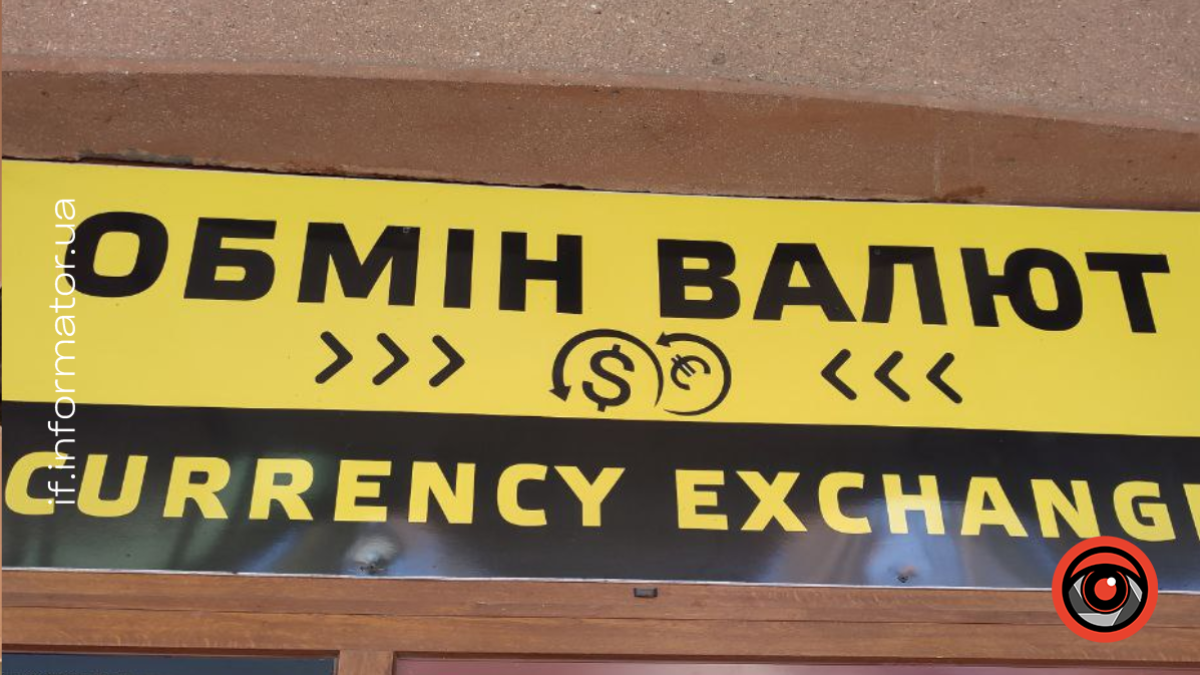 ОБМІН ВАЛЮТ
>>> $ € <<<
CURRENCY EXCHANG
if.informator.ua